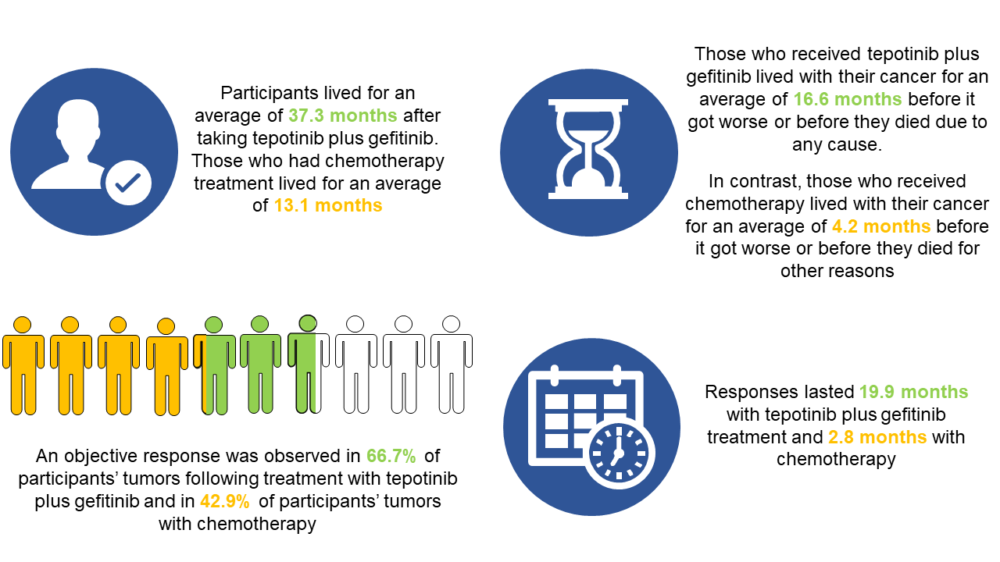 Participants lived for an
average of 37.3 months after
taking tepotinib plus gefitinib.
Those who had chemotherapy
treatment lived for an average
of 13.1 months
Those who received tepotinib plus
gefitinib lived with their cancer for an
average of 16.6 months before it
got worse or before they died due to
any cause.
In contrast, those who received
chemotherapy lived with their cancer
for an average of 4.2 months before
it got worse or before they died for
other reasons
An objective response was observed in 66.7% of
participants’ tumors following treatment with tepotinib
plus gefitinib and in 42.9% of participants’ tumors
with chemotherapy
Responses lasted 19.9 months
with tepotinib plus gefitinib
treatment and 2.8 months with
chemotherapy